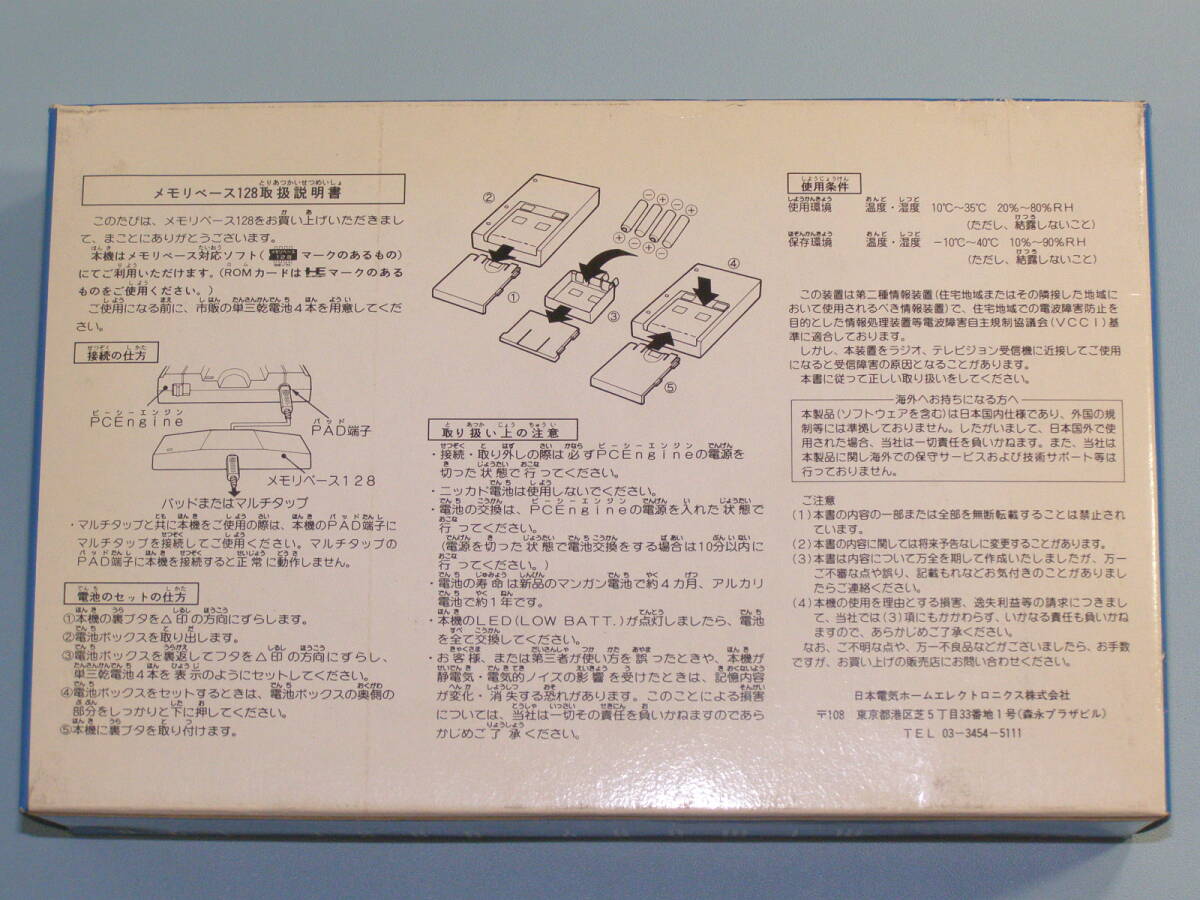 メモリベース128取扱説明書
このたびは、メモリベース128をお買い上げいただきまし
て、まことにありがとうございます。
本機はメモリベース対応ソフト( マークのあるもの)
にてご利用いただけます。(ROMカードはHEマークのある
ものをご使用ください。)
ご使用になる前に、市販の単三乾電池4本を用意してくだ
さい。
接続の仕方
PCEngine
PAD端子
メモリベース128
パッドまたはマルチタップ
・マルチタップと共に本機をご使用の際は、本機のPAD端子に
マルチタップを接続してご使用ください。マルチタップの
PAD端子に本機を接続すると正常に動作しません。
電池のセットの仕方
①本機の裏ブタを△印の方向にずらします。
②電池ボックスを取り出します。
③電池ボックスを裏返してフタを△印の方向にずらし、
単三乾電池4本を表示のようにセットしてください。
④電池ボックスをセットするときは、電池ボックスの奥側の
部分をしっかりと下に押してください。
⑤本機に裏ブタを取り付けます。
②
①
③
④
⑤
取り扱い上の注意
・接続・取り外しの際は必ずPCEngineの電源を
切った状態で行ってください。
・ニッカド電池は使用しないでください。
・電池の交換は、PCEngineの電源を入れた状態で
行ってください。
(電源を切った状態で電池交換をする場合は10分以内に
行ってください。)
・電池の寿命は新品のマンガン電池で約4カ月、アルカリ
電池で約1年です。
・本機のLED(LOW BATT.)が点灯しましたら、電池
を全て交換してください。
・お客様、または第三者が使い方を誤ったときや、本機が
静電気・電気的ノイズの影響を受けたときは、記憶内容
が変化・消失する恐れがあります。このことによる損害
については、当社は一切その責任を負いかねますのであら
かじめご了承ください。
使用条件
使用環境 温度・湿度 10℃〜35℃ 20%〜80%RH
(ただし、結露しないこと)
保存環境 温度・湿度 −10℃〜40℃ 10%〜90%RH
(ただし、結露しないこと)
この装置は第二種情報装置(住宅地域またはその隣接した地域に
おいて使用されるべき情報装置)で、住宅地域での電波障害防止を
目的とした情報処理装置等電波障害自主規制協議会(VCCI)基
準に適合しております。
しかし、本装置をラジオ、テレビジョン受信機に近接してご使用
になると受信障害の原因となることがあります。
本書に従って正しい取り扱いをしてください。
海外へお持ちになる方へ
本製品(ソフトウェアを含む)は日本国内仕様であり、外国の規
制等には準拠しておりません。したがいまして、日本国外で使
用された場合、当社は一切責任を負いかねます。また、当社は
本製品に関し海外での保守サービスおよび技術サポート等は
行っておりません。
ご注意
(1)本書の内容の一部または全部を無断転載することは禁止され
ています。
(2)本書の内容に関しては将来予告なしに変更することがあります。
(3)本書は内容について万全を期して作成いたしましたが、万一
ご不審な点や誤り、記載もれなどお気付きのことがありまし
たらご連絡ください。
(4)本機の使用を理由とする損害、逸失利益等の請求につきまし
て、当社では(3)項にもかかわらず、いかなる責任も負いかね
ますので、あらかじめご了承ください。
なお、ご不明な点や、万一不良品などがございましたら、お手数
ですが、お買い上げの販売店にお問い合わせください。
日本電気ホームエレクトロニクス株式会社
〒108 東京都港区芝5丁目33番地1号(森永プラザビル)
TEL 03-3454-5111